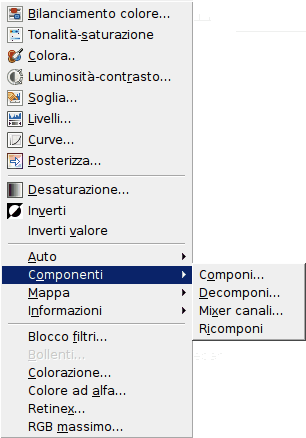 Bilanciamento colore...
Tonalità-saturazione
Colora..
Luminosità-contrasto...
Soglia...
Livelli...
Curve...
Posterizza...
Desaturazione...
Inverti
Inverti valore
Auto
Componenti
Mappa
Informazioni
Componi...
Decomponi...
Mixer canali...
Ricomponi
Blocco filtri...
Bollenti...
Colorazione...
Colore ad alfa...
Retinex...
RGB massimo...